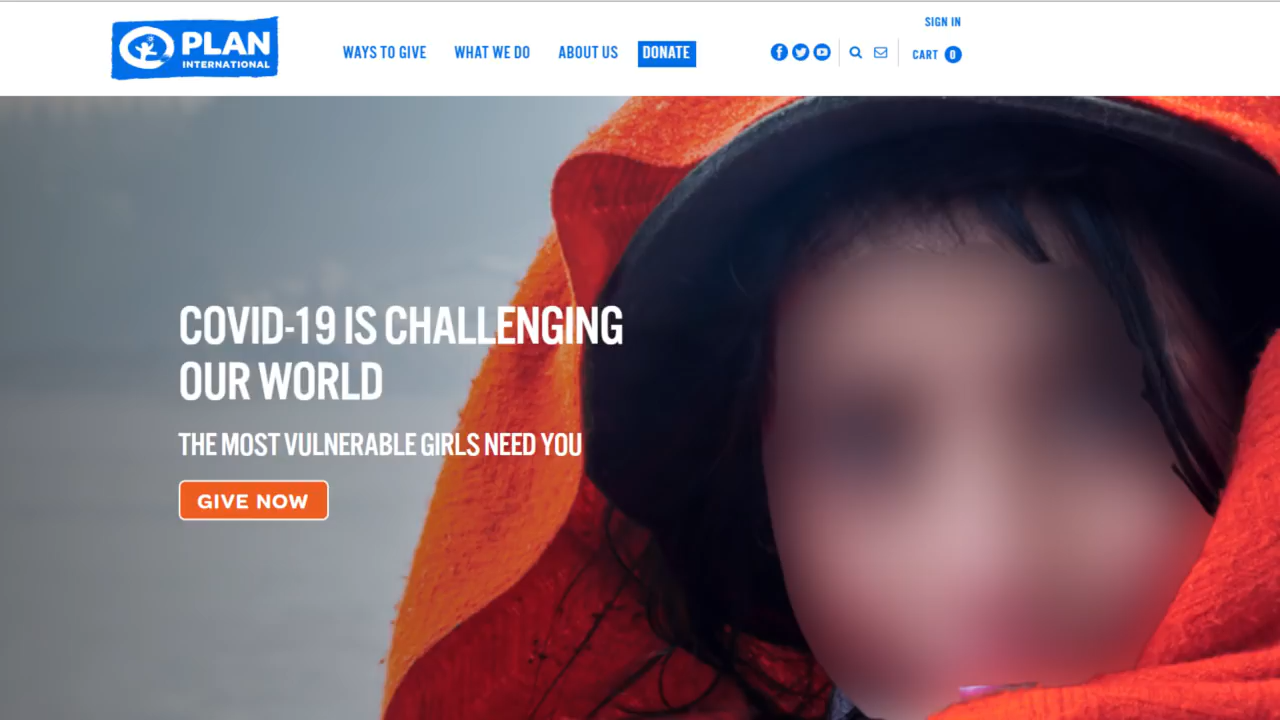 SIGN IN
PLAN
INTERNATIONAL
WAYS TO GIVE
WHAT WE DO
ABOUT US
DONATE
CART 0
COVID-19 IS CHALLENGING
OUR WORLD
THE MOST VULNERABLE GIRLS NEED YOU
GIVE NOW